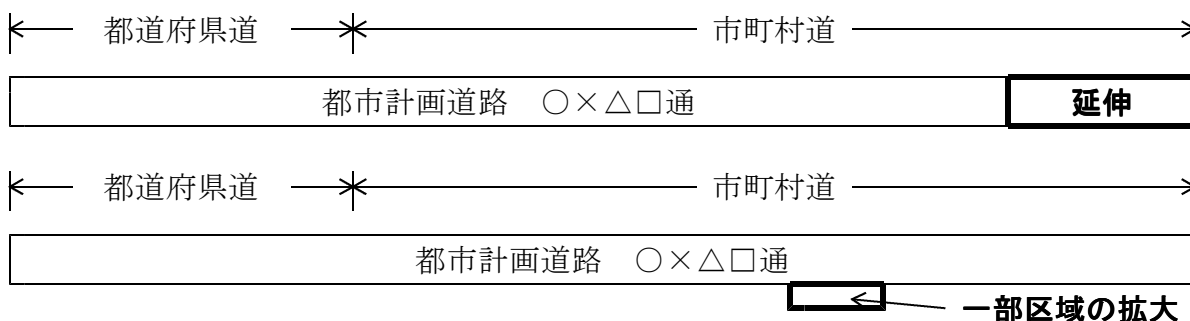 都道府県道 市町村道
都市計画道路 ○×△□通 延伸
都道府県道 市町村道
都市計画道路 ○×△□通
一部区域の拡大